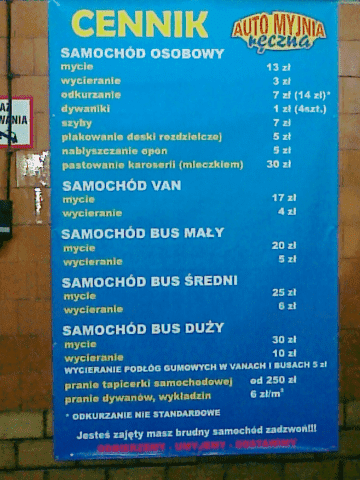 CENNIK
AUTO MYJNIA
ręczna
SAMOCHÓD OSOBOWY
mycie 13 zł
wycieranie 3 zł
odkurzanie 7 zł (14 zł)*
dywaniki 1 zł (4szt.)
szyby 7 zł
plakowanie deski rozdzielczej 5 zł
nabłyszczanie opon 5 zł
pastowanie karoserii (mleczkiem) 30 zł
SAMOCHÓD VAN
mycie 17 zł
wycieranie 4 zł
SAMOCHÓD BUS MAŁY
mycie 20 zł
wycieranie 5 zł
SAMOCHÓD BUS ŚREDNI
mycie 25 zł
wycieranie 6 zł
SAMOCHÓD BUS DUŻY
mycie 30 zł
wycieranie 10 zł
WYCIERANIE PODŁÓG GUMOWYCH W VANACH I BUSACH 5 zł
pranie tapicerki samochodowej od 250 zł
pranie dywanów, wykładzin 6 zł/m²
* ODKURZANIE NIE STANDARDOWE
Jesteś zajęty masz brudny samochód zadzwoń!!!